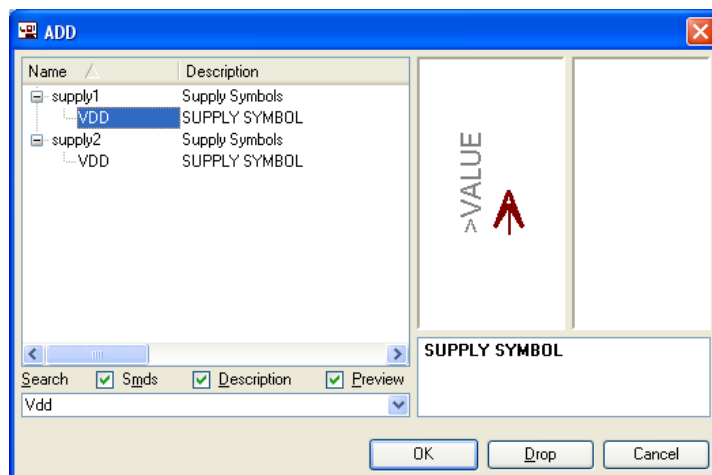 ADD
Name Description
supply1 Supply Symbols
VDD SUPPLY SYMBOL
supply2 Supply Symbols
VDD SUPPLY SYMBOL
>VALUE
SUPPLY SYMBOL
Search Smds Description Preview
Vdd
OK Drop Cancel